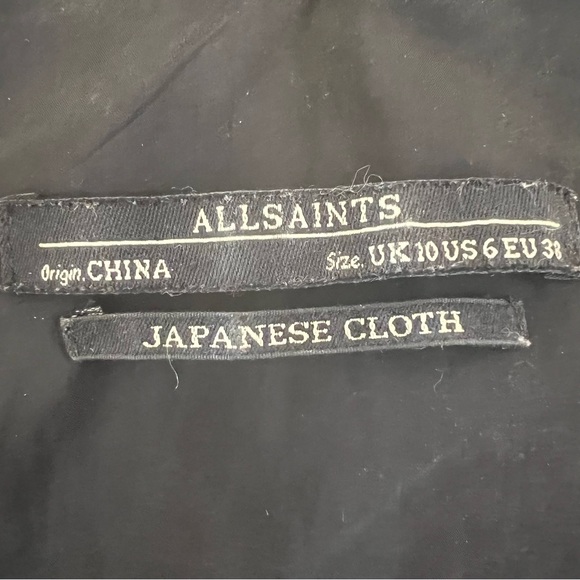 ALLSAINTS
Origin. CHINA Size. UK 10 US 6 EU 38
JAPANESE CLOTH